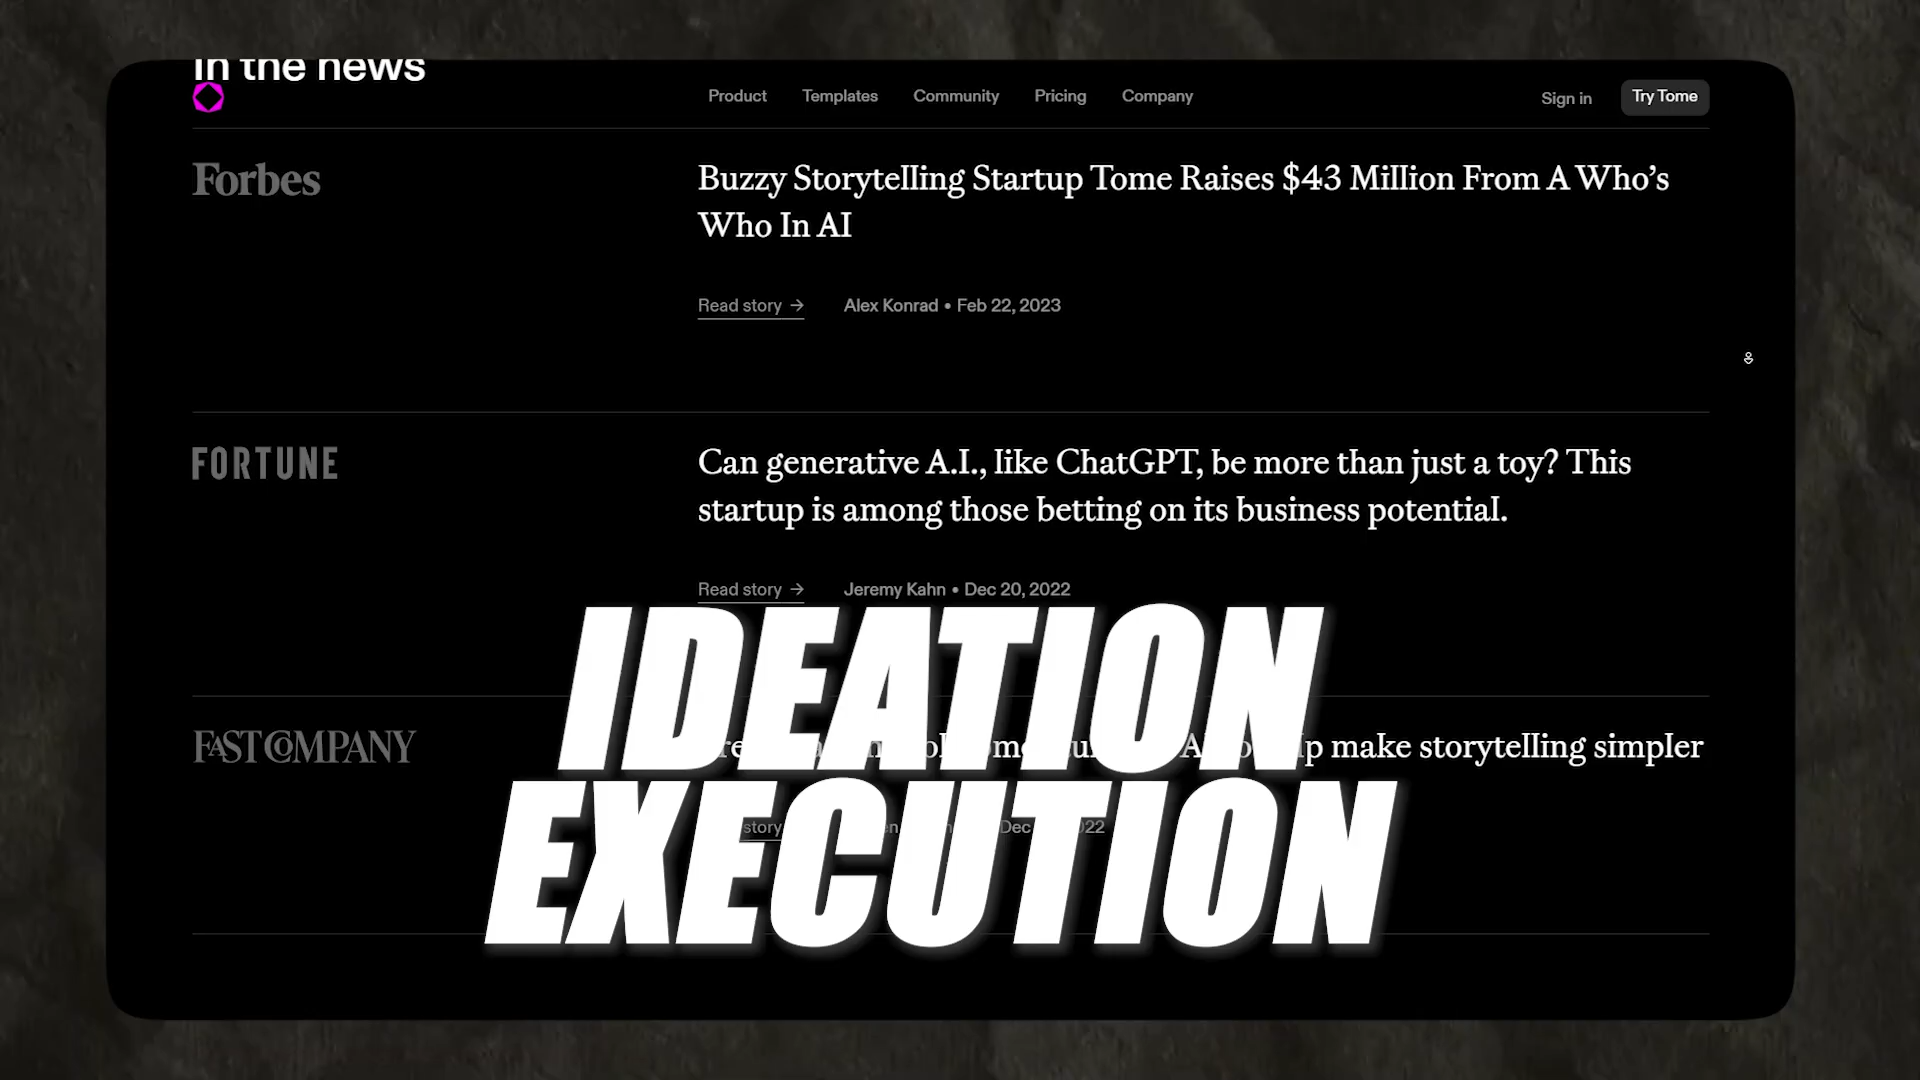 In the news
Product Templates Community Pricing Company Sign in Try Tome
Forbes
Buzzy Storytelling Startup Tome Raises $43 Million From A Who’s
Who In AI
Read story → Alex Konrad • Feb 22, 2023
FORTUNE
Can generative A.I., like ChatGPT, be more than just a toy? This
startup is among those betting on its business potential.
Read story → Jeremy Kahn • Dec 20, 2022
IDEATION
FAST COMPANY
make storytelling simpler
story Dec
EXECUTION